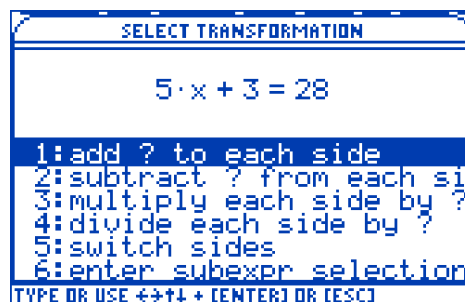 SELECT TRANSFORMATION
5·x + 3 = 28
1:add ? to each side
2:subtract ? from each si
3:multiply each side by ?
4:divide each side by ?
5:switch sides
6:enter subexpr selection
TYPE OR USE ←→↑↓ + [ENTER] OR [ESC]